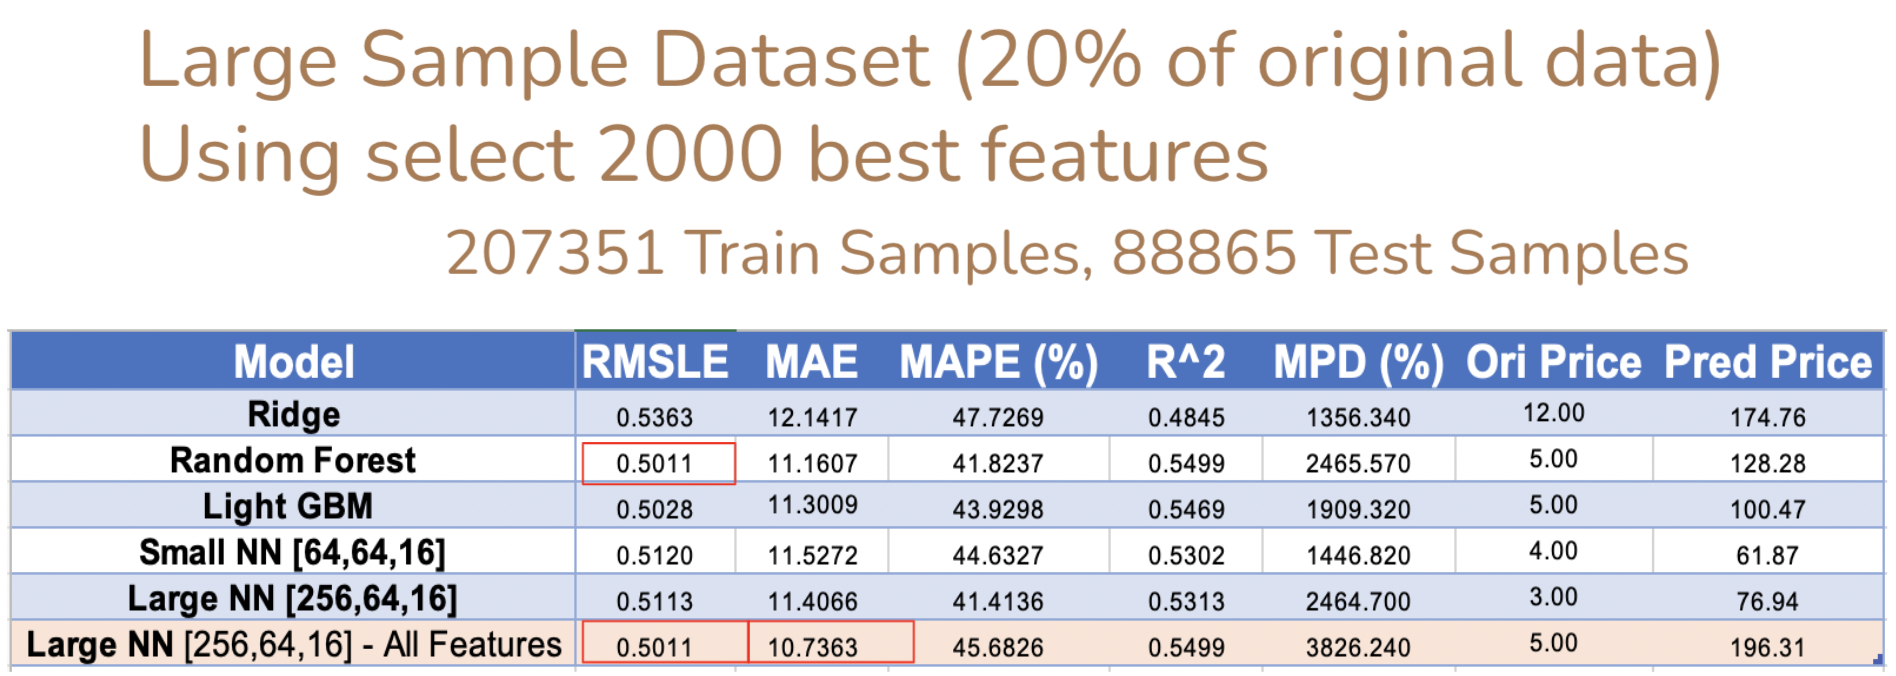 Large Sample Dataset (20% of original data)
Using select 2000 best features
207351 Train Samples, 88865 Test Samples
Model RMSLE MAE MAPE (%) R^2 MPD (%) Ori Price Pred Price
Ridge 0.5363 12.1417 47.7269 0.4845 1356.340 12.00 174.76
Random Forest 0.5011 11.1607 41.8237 0.5499 2465.570 5.00 128.28
Light GBM 0.5028 11.3009 43.9298 0.5469 1909.320 5.00 100.47
Small NN [64,64,16] 0.5120 11.5272 44.6327 0.5302 1446.820 4.00 61.87
Large NN [256,64,16] 0.5113 11.4066 41.4136 0.5313 2464.700 3.00 76.94
Large NN [256,64,16] - All Features 0.5011 10.7363 45.6826 0.5499 3826.240 5.00 196.31